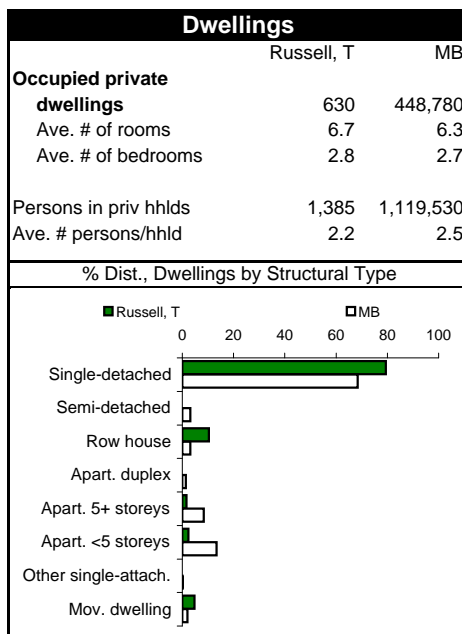 Dwellings
Russell, T MB
Occupied private
dwellings 630 448,780
Ave. # of rooms 6.7 6.3
Ave. # of bedrooms 2.8 2.7
Persons in priv hhlds 1,385 1,119,530
Ave. # persons/hhld 2.2 2.5
% Dist., Dwellings by Structural Type
Russell, T MB
0 20 40 60 80 100
Single-detached
Semi-detached
Row house
Apart. duplex
Apart. 5+ storeys
Apart. <5 storeys
Other single-attach.
Mov. dwelling